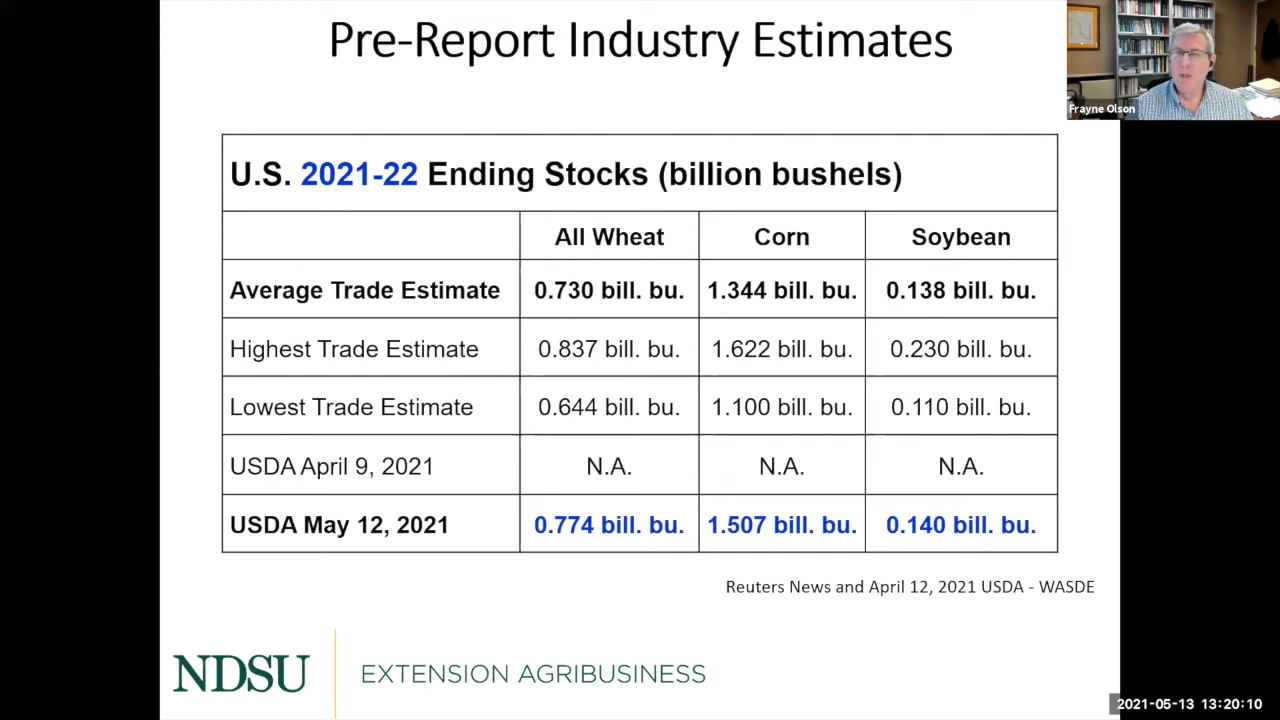 Pre-Report Industry Estimates
Frayne Olson
U.S. 2021-22 Ending Stocks (billion bushels)
All Wheat Corn Soybean
Average Trade Estimate 0.730 bill. bu. 1.344 bill. bu. 0.138 bill. bu.
Highest Trade Estimate 0.837 bill. bu. 1.622 bill. bu. 0.230 bill. bu.
Lowest Trade Estimate 0.644 bill. bu. 1.100 bill. bu. 0.110 bill. bu.
USDA April 9, 2021 N.A. N.A. N.A.
USDA May 12, 2021 0.774 bill. bu. 1.507 bill. bu. 0.140 bill. bu.
Reuters News and April 12, 2021 USDA - WASDE
NDSU EXTENSION AGRIBUSINESS
2021-05-13 13:20:10